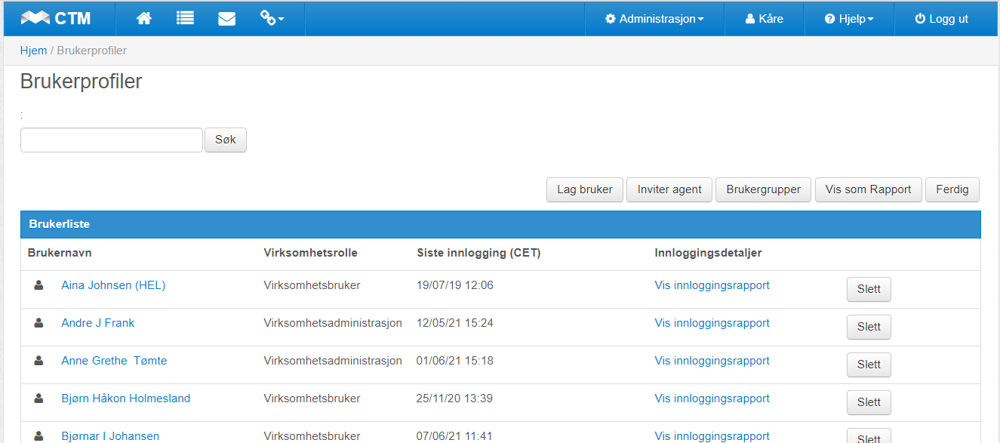 CTM Administrasjon Kåre Hjelp Logg ut
Hjem / Brukerprofiler
Brukerprofiler
:
Søk
Lag bruker Inviter agent Brukergrupper Vis som Rapport Ferdig
Brukerliste
Brukernavn Virksomhetsrolle Siste innlogging (CET) Innloggingsdetaljer
Aina Johnsen (HEL) Virksomhetsbruker 19/07/19 12:06 Vis innloggingsrapport Slett
Andre J Frank Virksomhetsadministrasjon 12/05/21 15:24 Vis innloggingsrapport Slett
Anne Grethe  Tømte Virksomhetsadministrasjon 01/06/21 15:18 Vis innloggingsrapport Slett
Bjørn Håkon Holmesland Virksomhetsbruker 25/11/20 13:39 Vis innloggingsrapport Slett
Bjørnar I Johansen Virksomhetsbruker 07/06/21 11:41 Vis innloggingsrapport Slett